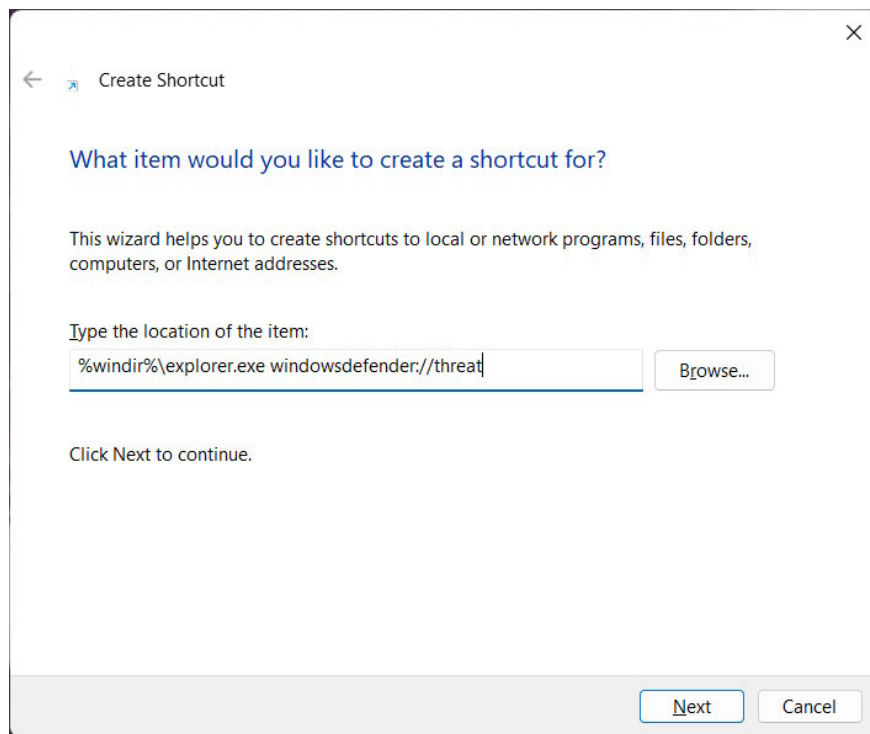 Create Shortcut
What item would you like to create a shortcut for?
This wizard helps you to create shortcuts to local or network programs, files, folders,
computers, or Internet addresses.
Type the location of the item:
%windir%\explorer.exe windowsdefender://threat
Browse...
Click Next to continue.
Next
Cancel